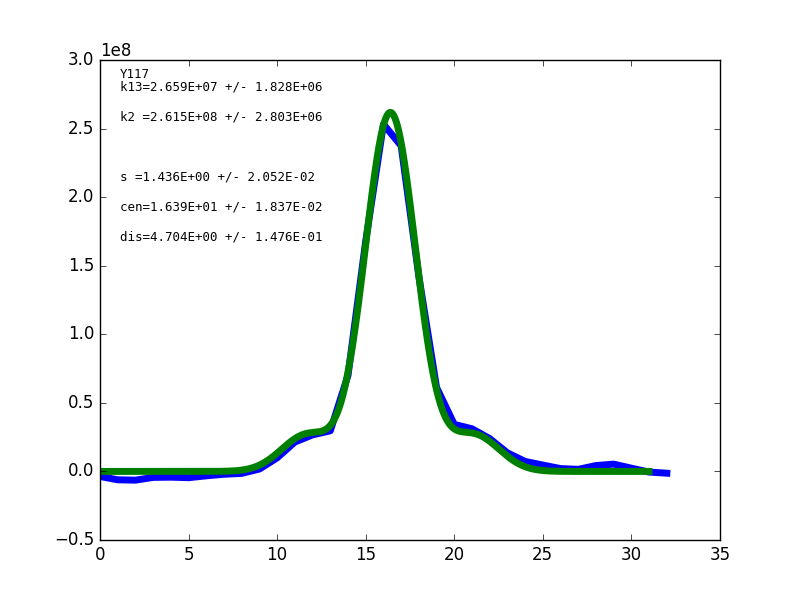 1e8
3.0
Y117
k13=2.659E+07 +/- 1.828E+06
k2 =2.615E+08 +/- 2.803E+06
2.5
s =1.436E+00 +/- 2.052E-02
2.0
cen=1.639E+01 +/- 1.837E-02
dis=4.704E+00 +/- 1.476E-01
1.5
1.0
0.5
0.0
−0.5
0 5 10 15 20 25 30 35